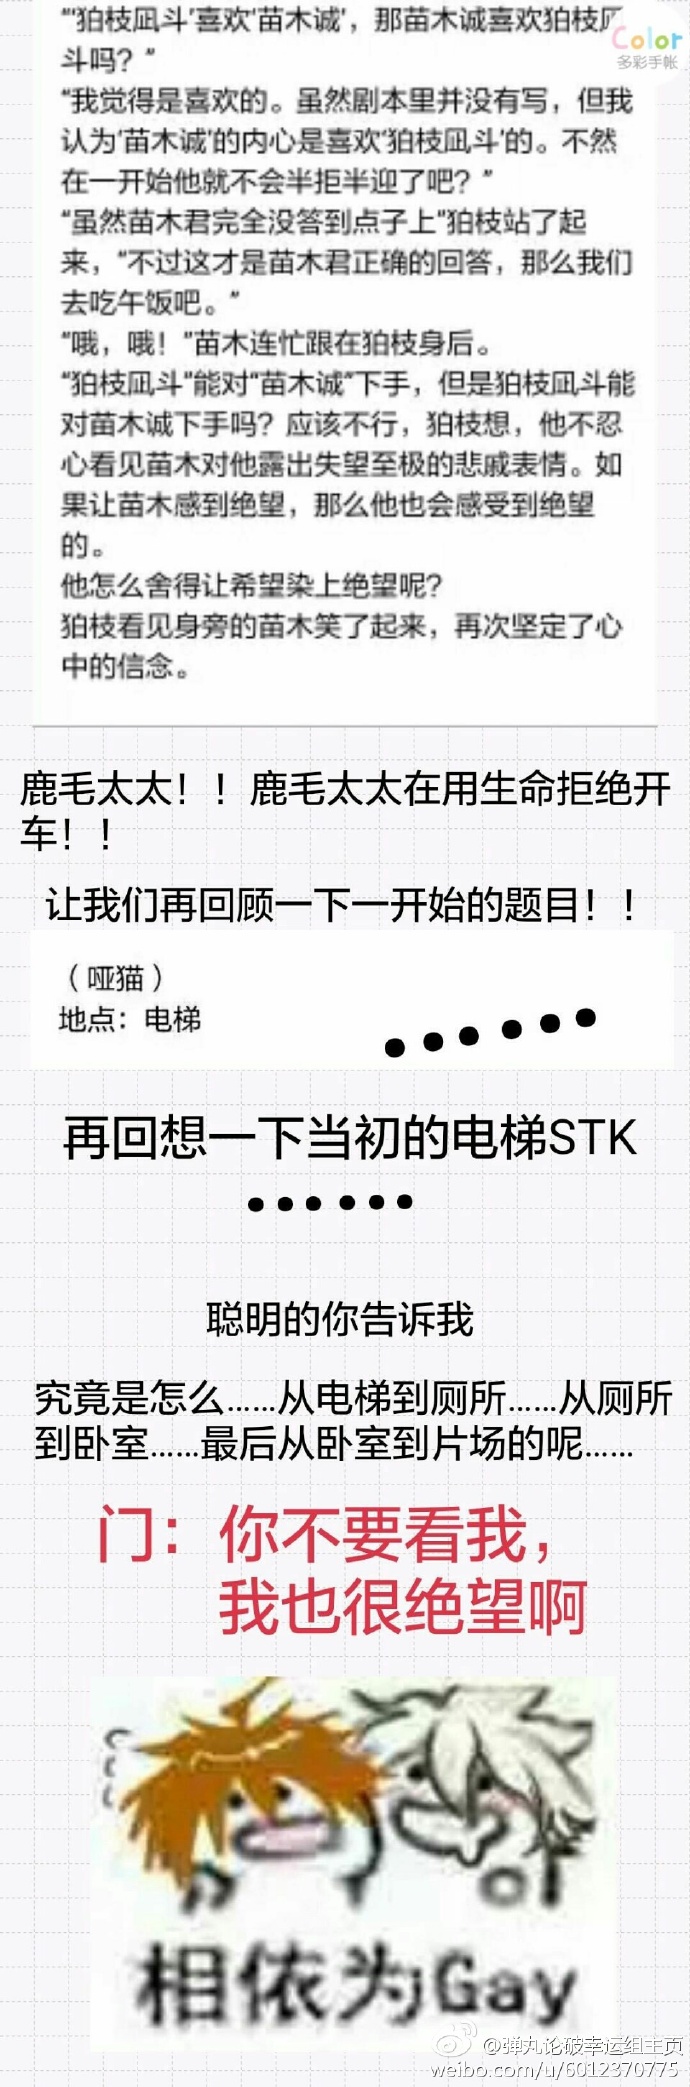 “‘狛枝凪斗’喜欢‘苗木诚’，那苗木诚喜欢狛枝凪
斗吗？”
Color
多彩手帐
“我觉得是喜欢的。虽然剧本里并没有写，但我
认为‘苗木诚’的内心是喜欢‘狛枝凪斗’的。不然
在一开始他就不会半拒半迎了吧？”
“虽然苗木君完全没答到点子上”狛枝站了起
来，“不过这才是苗木君正确的回答，那么我们
去吃午饭吧。”
“哦，哦！”苗木连忙跟在狛枝身后。
“狛枝凪斗”能对“苗木诚”下手，但是狛枝凪斗能
对苗木诚下手吗？应该不行，狛枝想，他不忍
心看见苗木对他露出失望至极的悲戚表情。如
果让苗木感到绝望，那么他也会感受到绝望
的。
他怎么舍得让希望染上绝望呢？
狛枝看见身旁的苗木笑了起来，再次坚定了心
中的信念。
鹿毛太太！！鹿毛太太在用生命拒绝开
车！！
让我们再回顾一下一开始的题目！！
（哑猫）
地点：电梯
●●●●●●
再回想一下当初的电梯STK
●●●●●●
聪明的你告诉我
究竟是怎么……从电梯到厕所……从厕所
到卧室……最后从卧室到片场的呢……
门：你不要看我，
我也很绝望啊
相依为Gay
@弹丸论破幸运组主页
weibo.com/u/6012370775